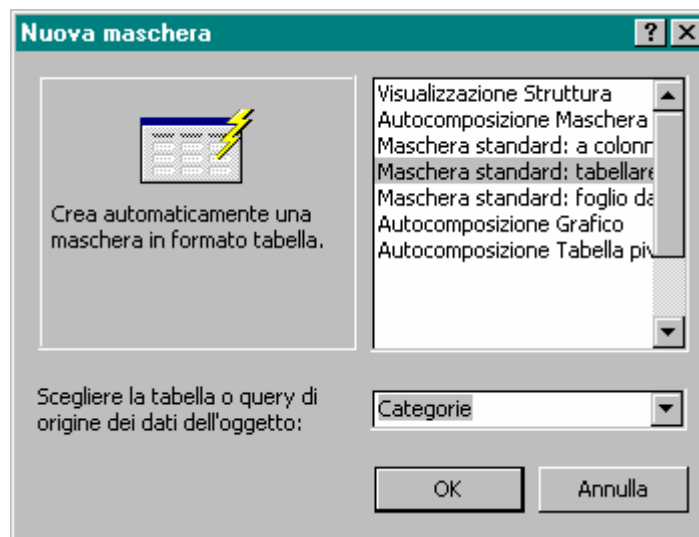 Nuova maschera
Visualizzazione Struttura
Autocomposizione Maschera
Maschera standard: a colonn
Maschera standard: tabellare
Maschera standard: foglio da
Autocomposizione Grafico
Autocomposizione Tabella piv
Crea automaticamente una
maschera in formato tabella.
Scegliere la tabella o query di
origine dei dati dell'oggetto:
Categorie
OK
Annulla